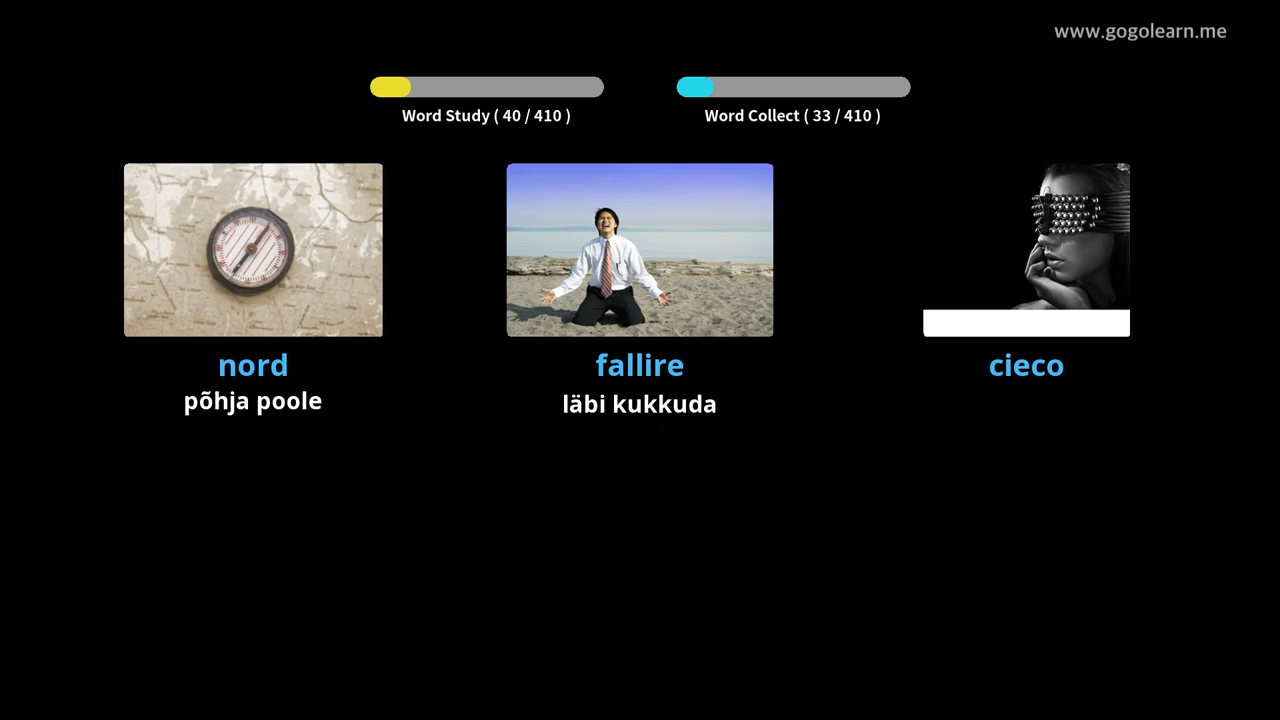 www.gogolearn.me
Word Study ( 40 / 410 )
Word Collect ( 33 / 410 )
nord
põhja poole
fallire
läbi kukkuda
cieco